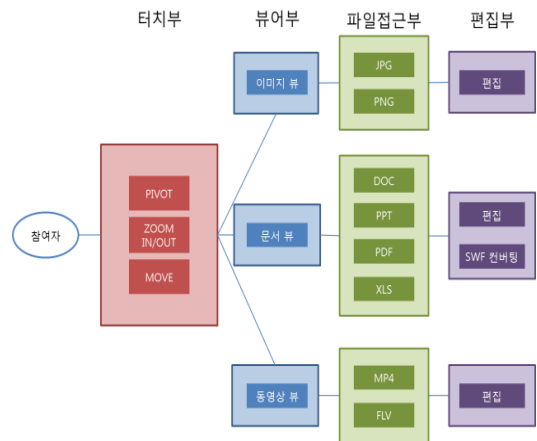 터치부
뷰어부
파일접근부
편집부
참여자
PIVOT
ZOOM
IN/OUT
MOVE
이미지 뷰
JPG
PNG
편집
문서 뷰
DOC
PPT
PDF
XLS
편집
SWF 컨버팅
동영상 뷰
MP4
FLV
편집